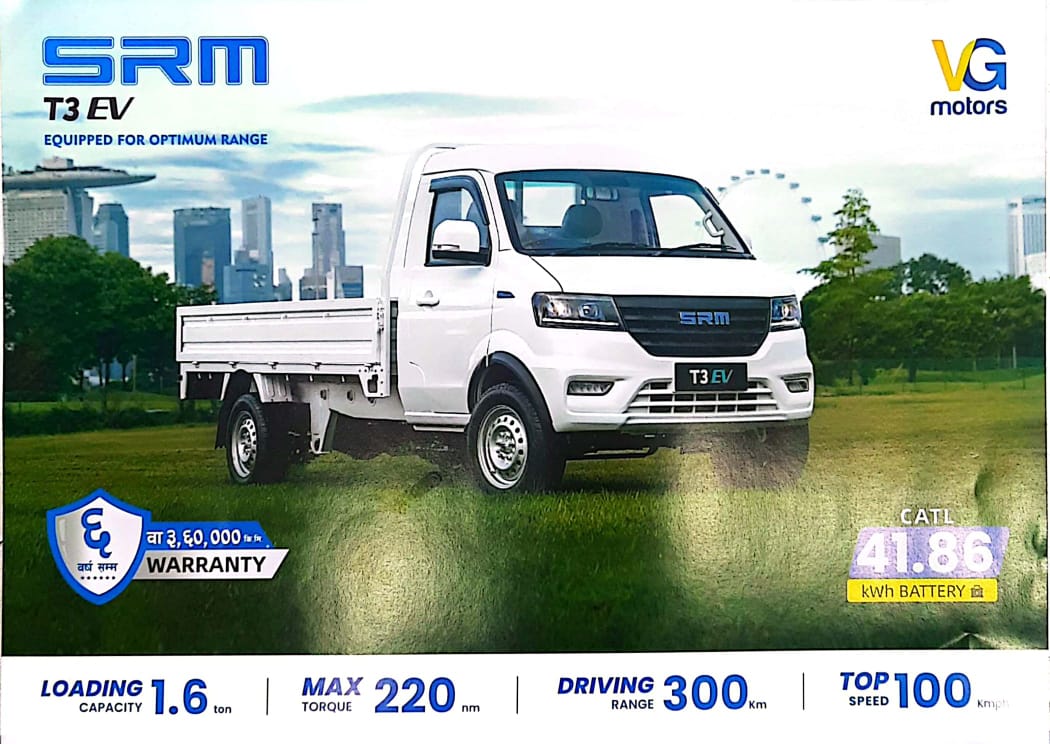 SRM
T3 EV
EQUIPPED FOR OPTIMUM RANGE
VG
motors
SRM
T3 EV
६
वर्ष सम्म
वा ३,६०,००० कि.मि.
WARRANTY
CATL
41.86
kWh BATTERY
LOADING
CAPACITY 1.6 ton
MAX
TORQUE 220 nm
DRIVING
RANGE 300 Km
TOP
SPEED 100 Kmph